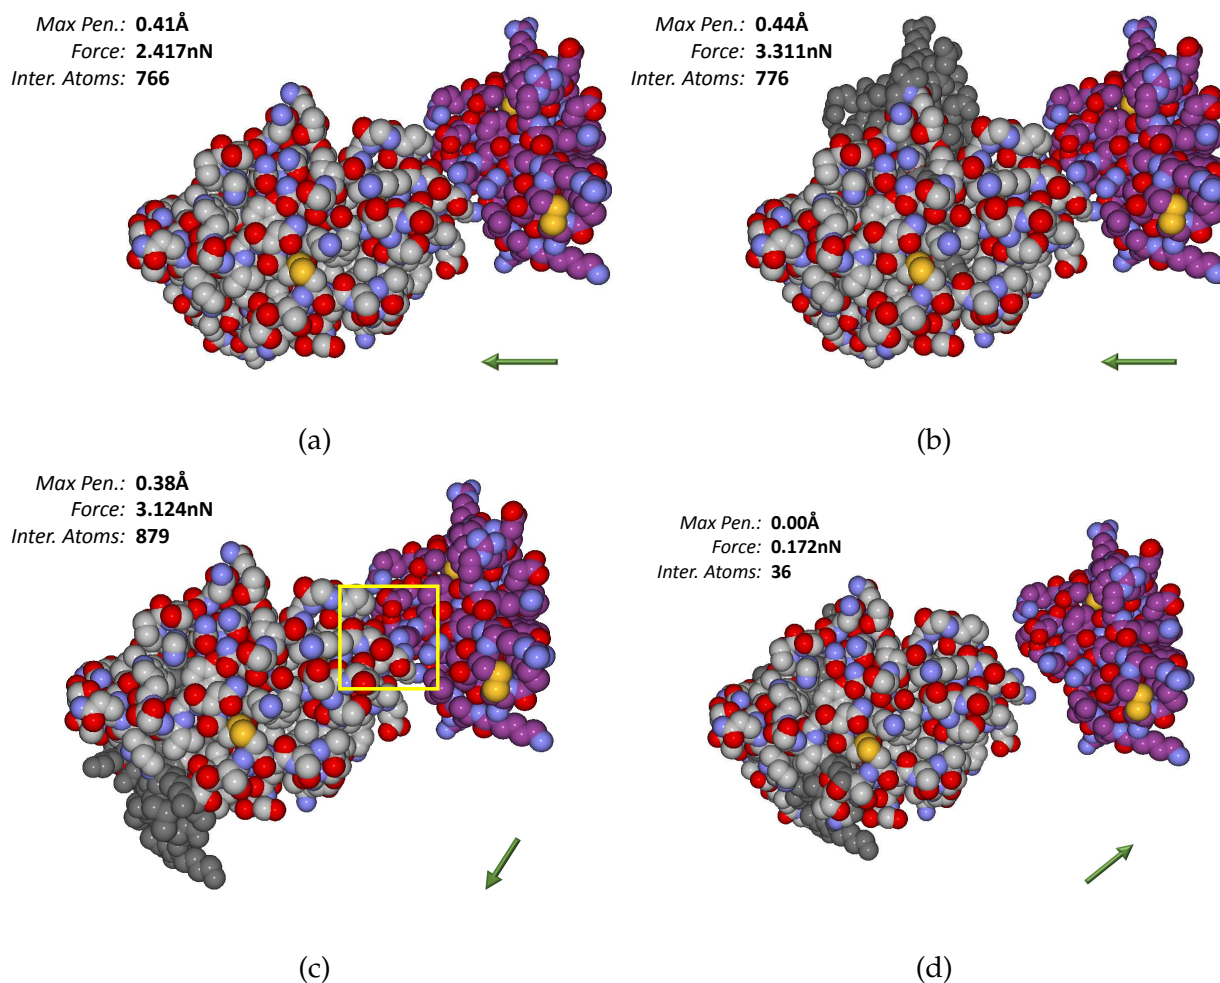 Max Pen.: 0.41Å
Force: 2.417nN
Inter. Atoms: 766
Max Pen.: 0.44Å
Force: 3.311nN
Inter. Atoms: 776
(a)
(b)
Max Pen.: 0.38Å
Force: 3.124nN
Inter. Atoms: 879
Max Pen.: 0.00Å
Force: 0.172nN
Inter. Atoms: 36
(c)
(d)